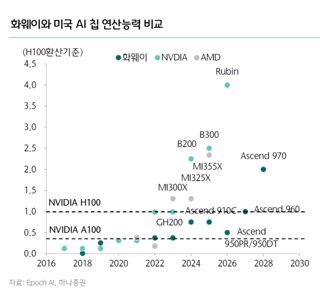 화웨이와 미국 AI 칩 연산능력 비교
(H100환산기준)
화웨이 NVIDIA AMD
5,0
4,5
4,0
3,5
3,0
2,5
2,0
1,5
1,0
0,5
0,0
Rubin
B300
B200
MI355X
MI325X
Ascend 970
MI300X
NVIDIA H100
Ascend 910C
Ascend 960
GH200
NVIDIA A100
Ascend
950PR/950DT
2016 2018 2020 2022 2024 2026 2028 2030
자료: Epoch AI, 하나증권